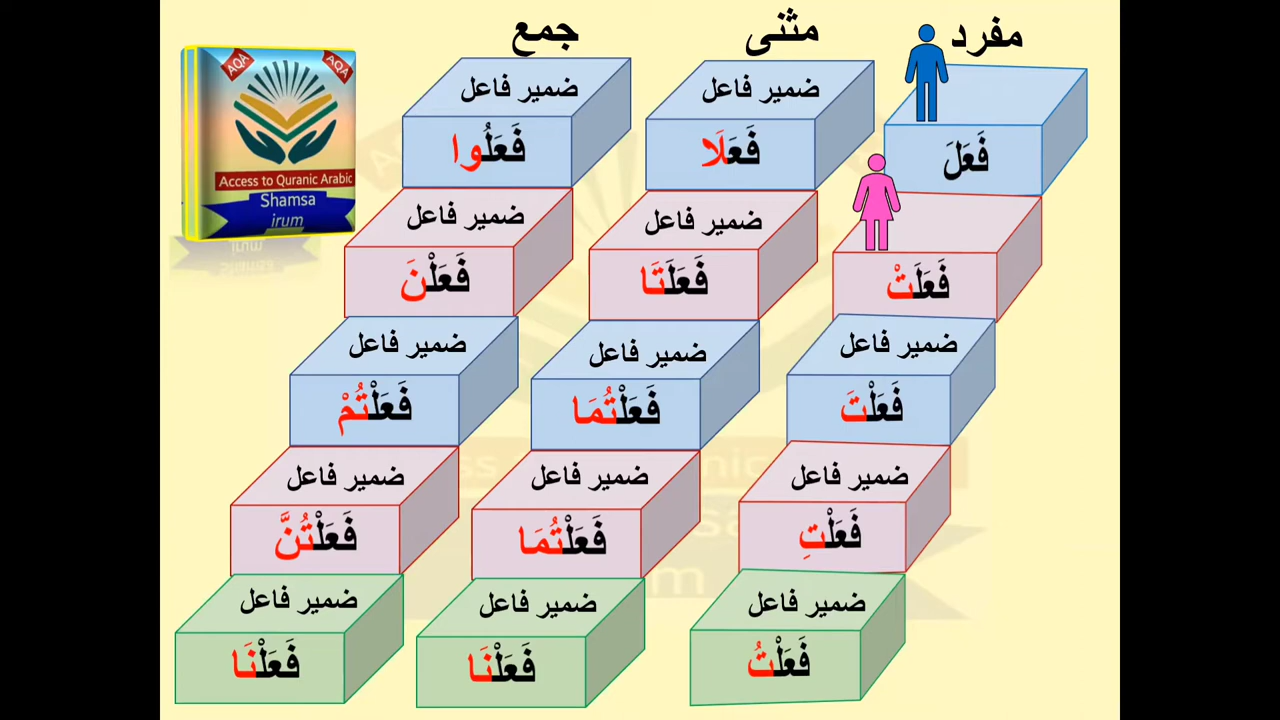 مفرد مثنى جمع
ضمير فاعل ضمير فاعل
فَعَلَ فَعَلَا فَعَلُوا
ضمير فاعل ضمير فاعل
فَعَلَتْ فَعَلَتَا فَعَلْنَ
ضمير فاعل ضمير فاعل ضمير فاعل
فَعَلْتَ فَعَلْتُمَا فَعَلْتُمْ
ضمير فاعل ضمير فاعل ضمير فاعل
فَعَلْتِ فَعَلْتُمَا فَعَلْتُنَّ
ضمير فاعل ضمير فاعل ضمير فاعل
فَعَلْتُ فَعَلْنَا فَعَلْنَا
AQA AQA
Access to Quranic Arabic
Shamsa
irum